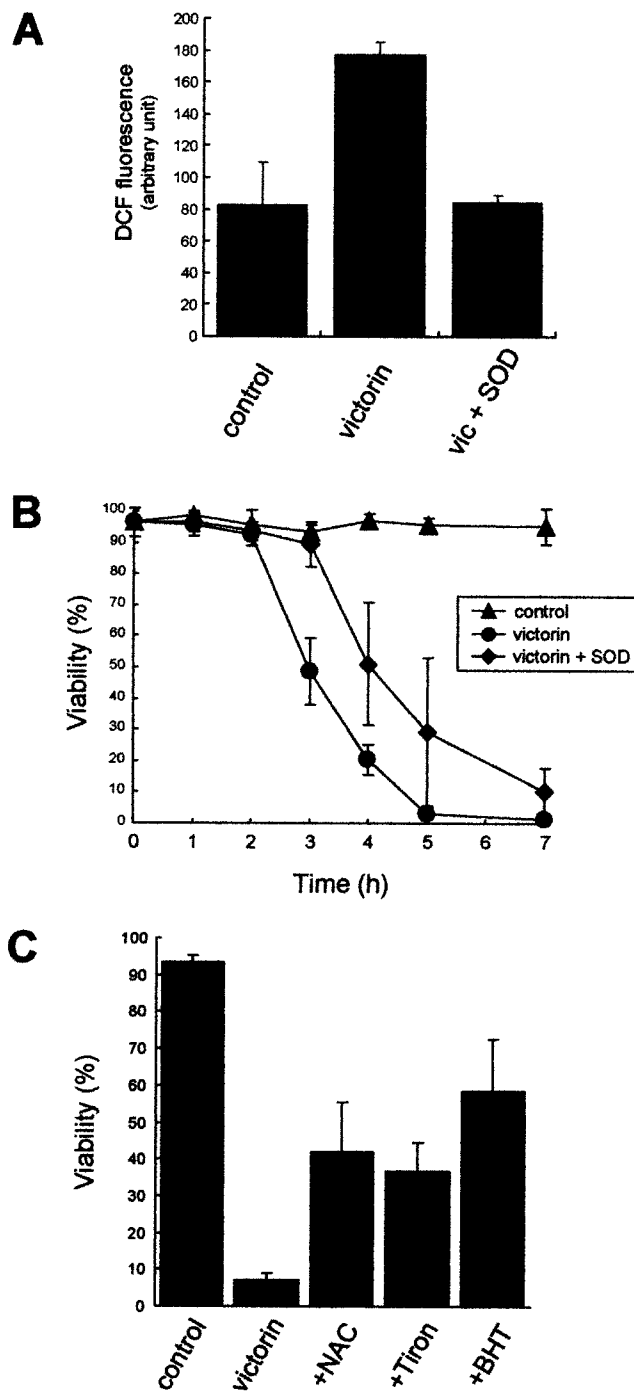 A
DCF fluorescence
(arbitrary unit)
200
180
160
140
120
100
80
60
40
20
0
control
victorin
vic + SOD
B
Viability (%)
100
90
80
70
60
50
40
30
20
10
0
control
victorin
victorin + SOD
0 1 2 3 4 5 6 7
Time (h)
C
Viability (%)
100
90
80
70
60
50
40
30
20
10
0
control
victorin
+NAC
+Tiron
+BHT